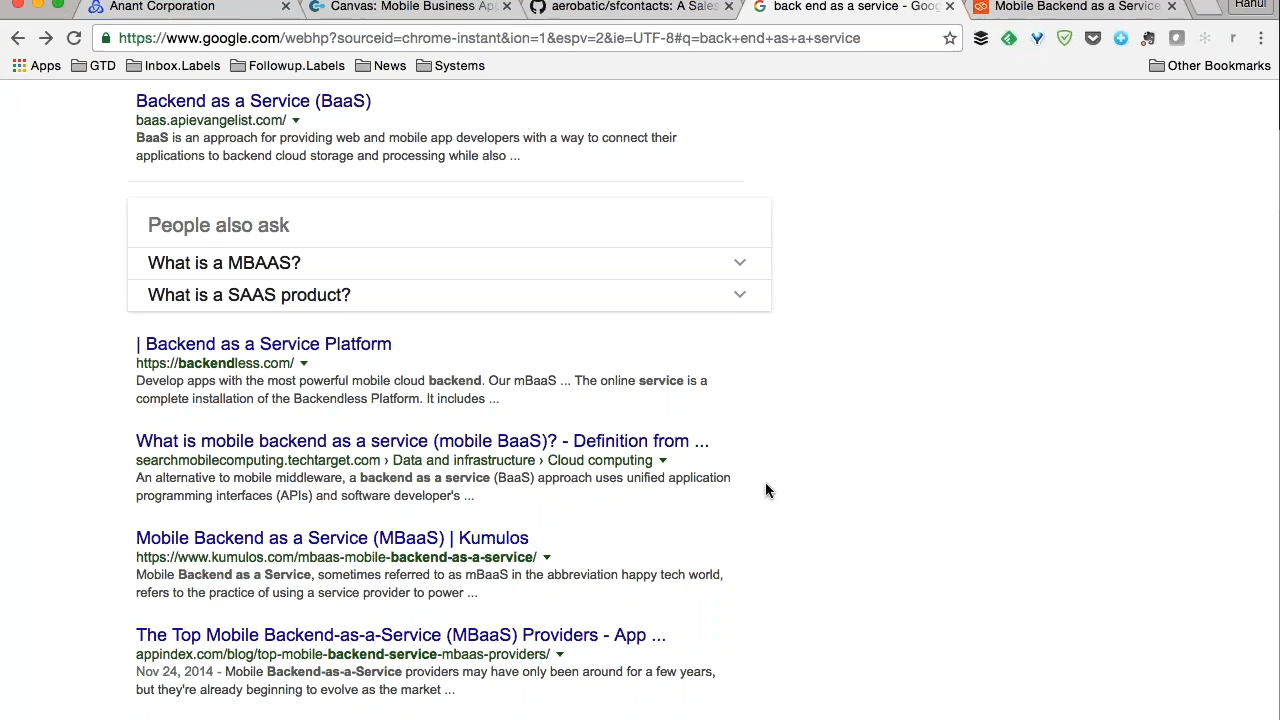 Anant Corporation
Canvas: Mobile Business App
aerobatic/sfcontacts: A Sales
back end as a service - Goog
Mobile Backend as a Service
Rahul
https://www.google.com/webhp?sourceid=chrome-instant&ion=1&espv=2&ie=UTF-8#q=back+end+as+a+service
Apps GTD Inbox.Labels Followup.Labels News Systems Other Bookmarks
Backend as a Service (BaaS)
baas.apievangelist.com/
BaaS is an approach for providing web and mobile app developers with a way to connect their
applications to backend cloud storage and processing while also ...
People also ask
What is a MBAAS?
What is a SAAS product?
| Backend as a Service Platform
https://backendless.com/
Develop apps with the most powerful mobile cloud backend. Our mBaaS ... The online service is a
complete installation of the Backendless Platform. It includes ...
What is mobile backend as a service (mobile BaaS)? - Definition from ...
searchmobilecomputing.techtarget.com › Data and infrastructure › Cloud computing
An alternative to mobile middleware, a backend as a service (BaaS) approach uses unified application
programming interfaces (APIs) and software developer's ...
Mobile Backend as a Service (MBaaS) | Kumulos
https://www.kumulos.com/mbaas-mobile-backend-as-a-service/
Mobile Backend as a Service, sometimes referred to as mBaaS in the abbreviation happy tech world,
refers to the practice of using a service provider to power ...
The Top Mobile Backend-as-a-Service (MBaaS) Providers - App ...
appindex.com/blog/top-mobile-backend-service-mbaas-providers/
Nov 24, 2014 - Mobile Backend-as-a-Service providers may have only been around for a few years,
but they're already beginning to evolve as the market ...